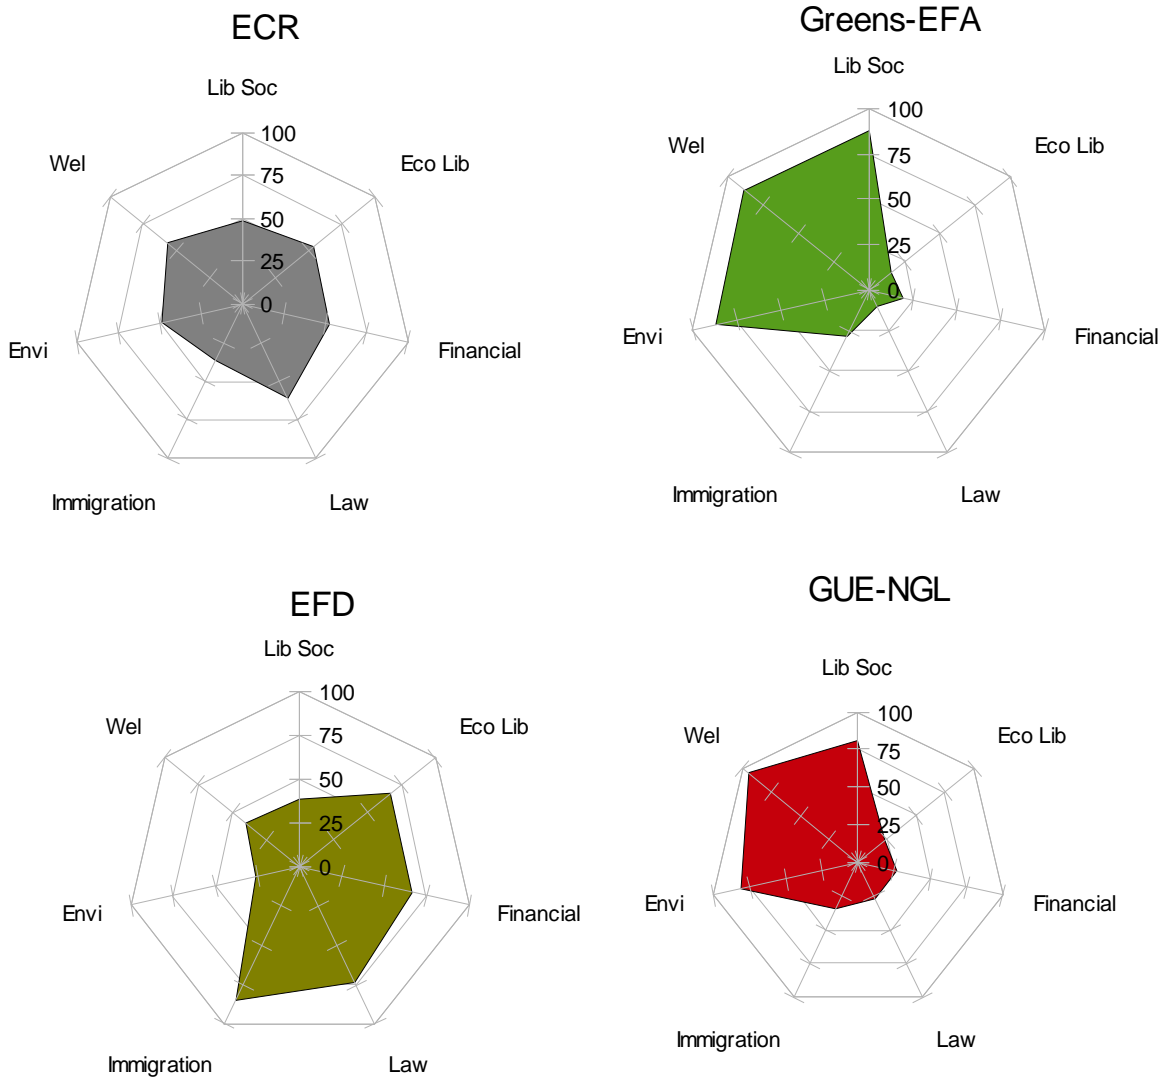 ECR
Lib Soc
100
75
50
25
0
Eco Lib
Financial
Law
Immigration
Envi
Wel
Greens-EFA
Lib Soc
100
75
50
25
0
Eco Lib
Financial
Law
Immigration
Envi
Wel
EFD
Lib Soc
100
75
50
25
0
Eco Lib
Financial
Law
Immigration
Envi
Wel
GUE-NGL
Lib Soc
100
75
50
25
0
Eco Lib
Financial
Law
Immigration
Envi
Wel